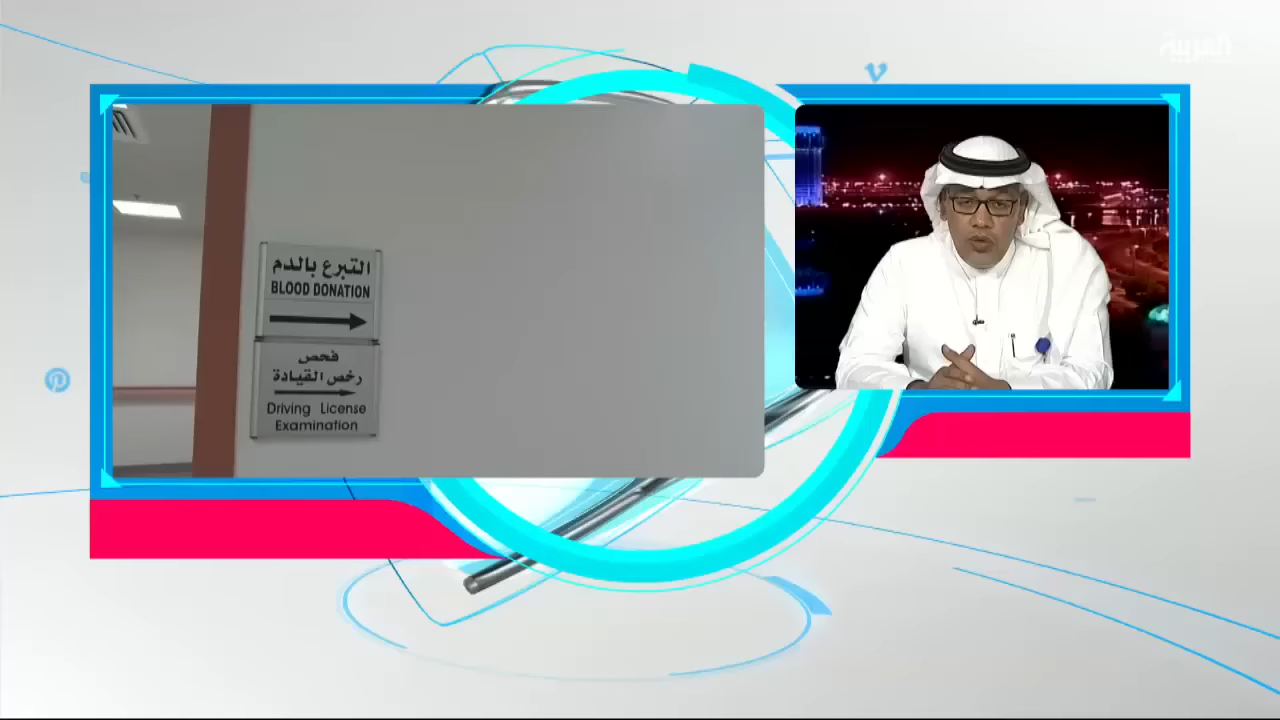 العربية
التبرع بالدم
BLOOD DONATION
فحص
رخص القيادة
Driving License
Examination